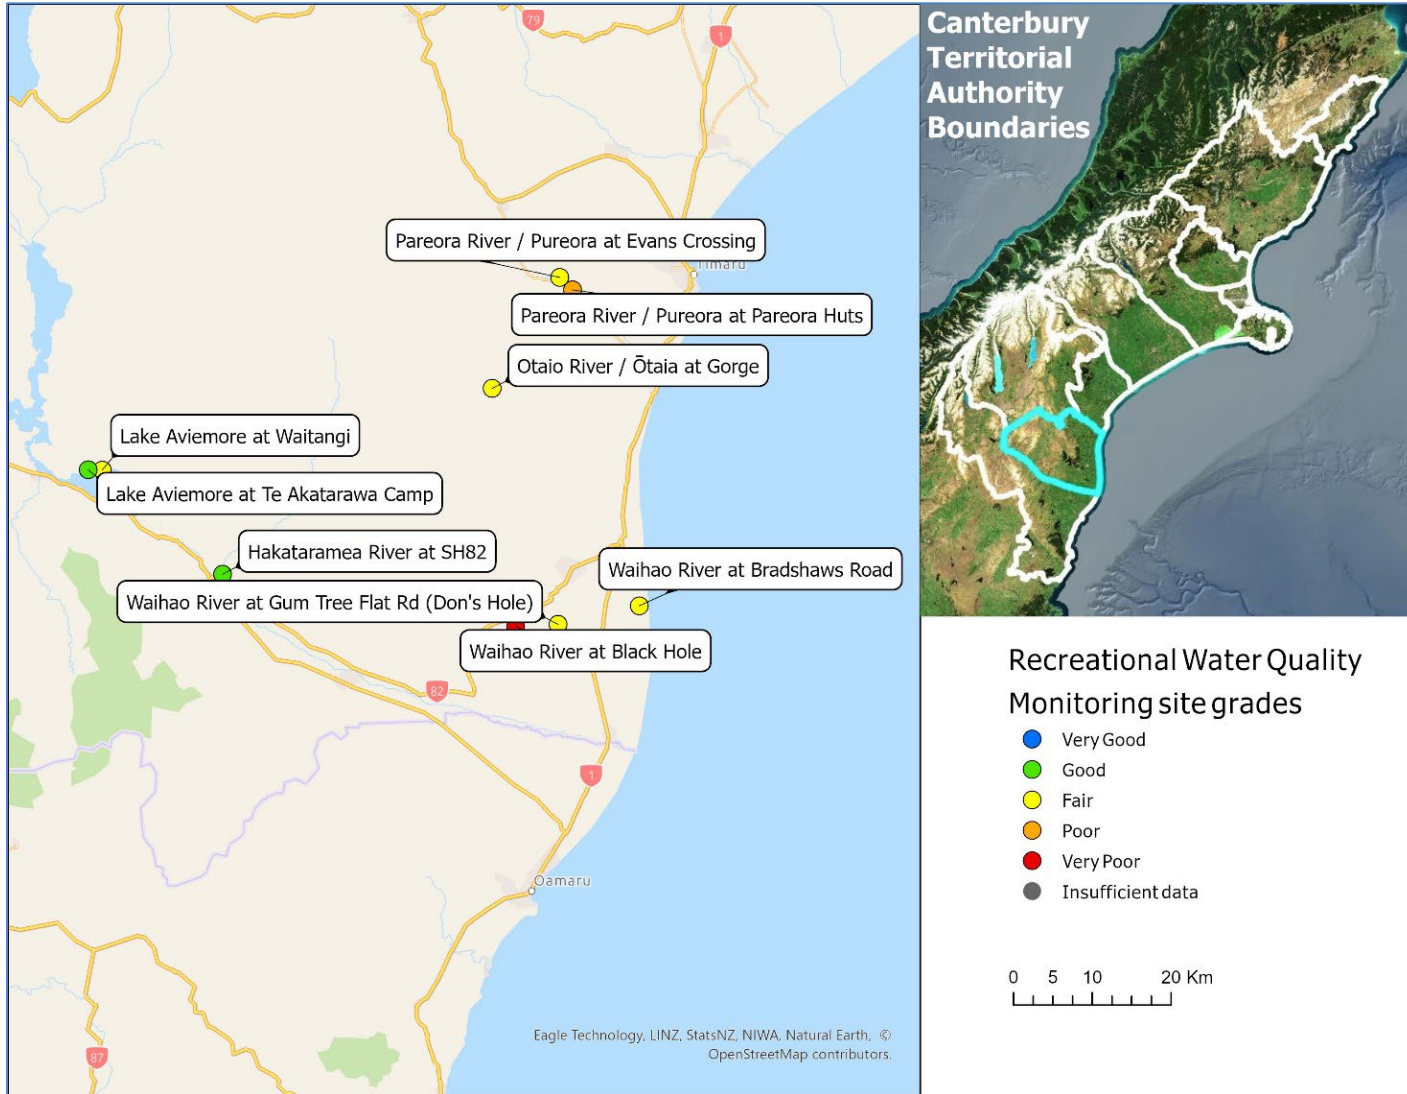 79
1
Pareora River / Pureora at Evans Crossing
Timaru
Pareora River / Pureora at Pareora Huts
Otaio River / Ōtaia at Gorge
Lake Aviemore at Waitangi
Lake Aviemore at Te Akatarawa Camp
Hakataramea River at SH82
Waihao River at Bradshaws Road
Waihao River at Gum Tree Flat Rd (Don's Hole)
Waihao River at Black Hole
82
1
Oamaru
87
Eagle Technology, LINZ, StatsNZ, NIWA, Natural Earth, ©
OpenStreetMap contributors.
Canterbury
Territorial
Authority
Boundaries
Recreational Water Quality
Monitoring site grades
Very Good
Good
Fair
Poor
Very Poor
Insufficient data
0 5 10 20 Km